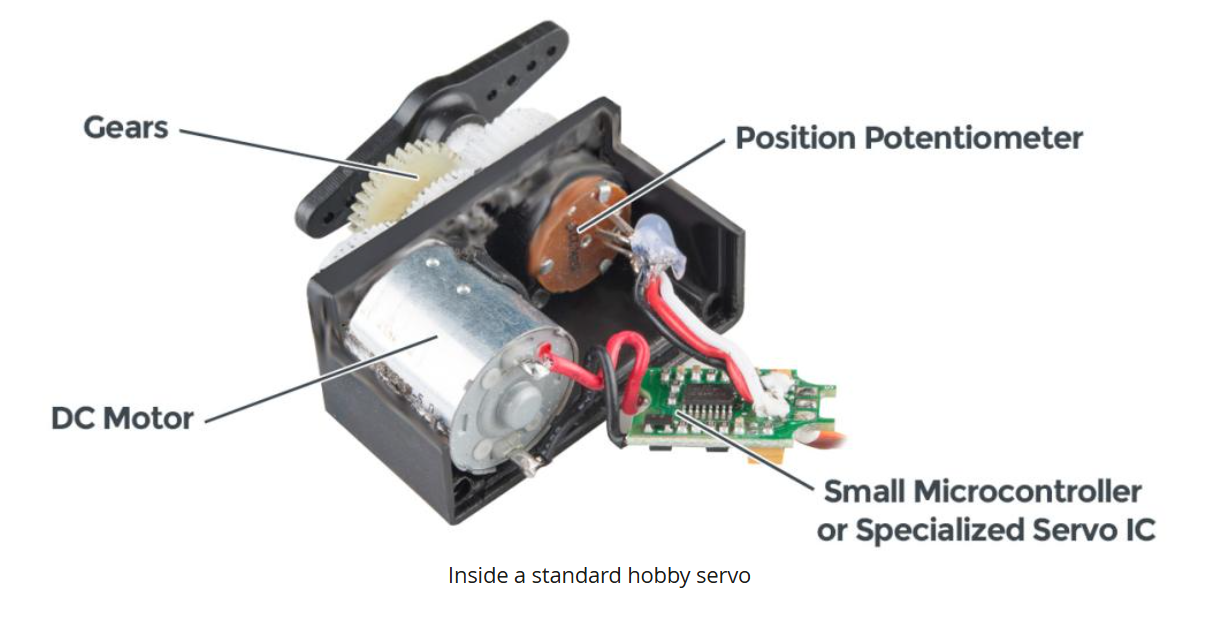 Gears
Position Potentiometer
DC Motor
Small Microcontroller
or Specialized Servo IC
Inside a standard hobby servo